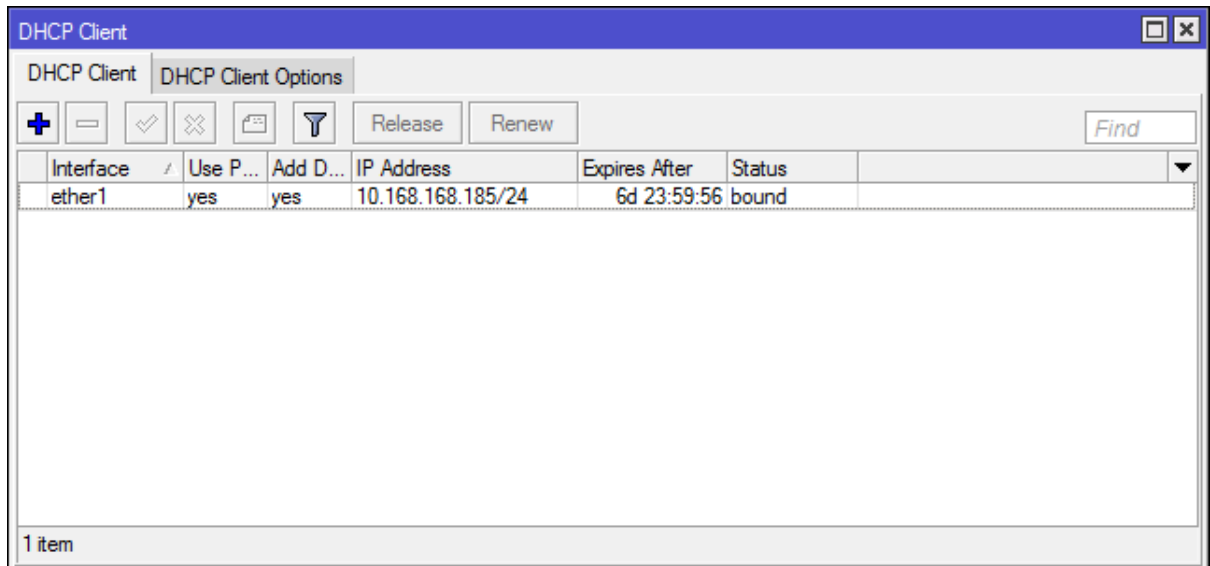 DHCP Client
DHCP Client DHCP Client Options
Release Renew Find
Interface Use P... Add D... IP Address Expires After Status
ether1 yes yes 10.168.168.185/24 6d 23:59:56 bound
1 item